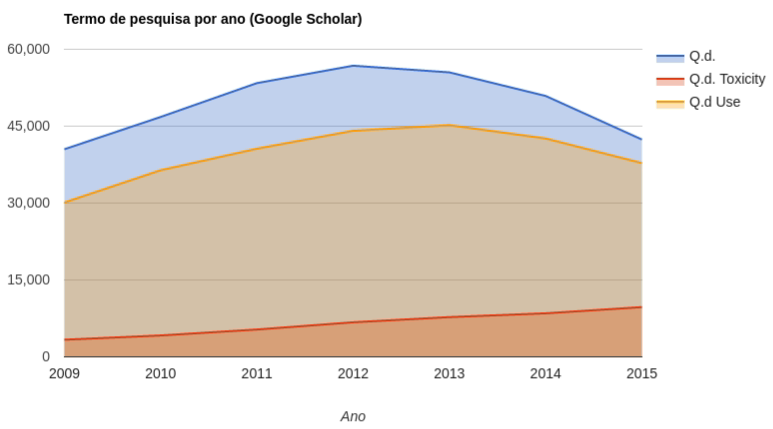 Termo de pesquisa por ano (Google Scholar)
60,000
45,000
30,000
15,000
0
2009 2010 2011 2012 2013 2014 2015
Ano
Q.d.
Q.d. Toxicity
Q.d Use